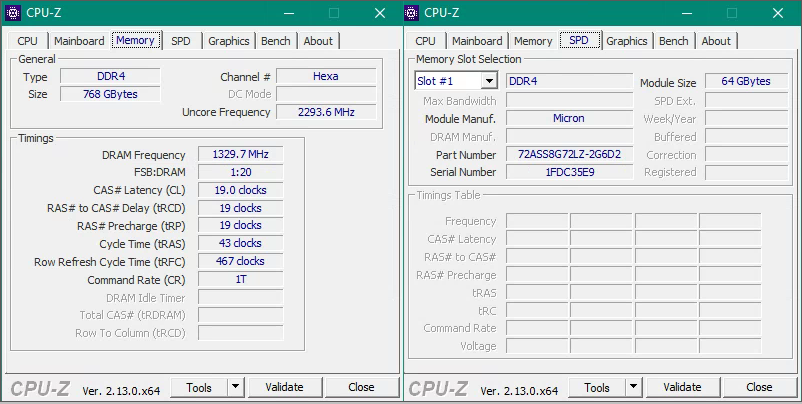 CPU-Z
CPU Mainboard Memory SPD Graphics Bench About
General
Type DDR4 Channel # Hexa
Size 768 GBytes DC Mode
Uncore Frequency 2293.6 MHz
Timings
DRAM Frequency 1329.7 MHz
FSB:DRAM 1:20
CAS# Latency (CL) 19.0 clocks
RAS# to CAS# Delay (tRCD) 19 clocks
RAS# Precharge (tRP) 19 clocks
Cycle Time (tRAS) 43 clocks
Row Refresh Cycle Time (tRFC) 467 clocks
Command Rate (CR) 1T
DRAM Idle Timer
Total CAS# (tRDRAM)
Row To Column (tRCD)
CPU-Z Ver. 2.13.0.x64 Tools Validate Close
CPU-Z
CPU Mainboard Memory SPD Graphics Bench About
Memory Slot Selection
Slot #1 DDR4 Module Size 64 GBytes
Max Bandwidth SPD Ext.
Module Manuf. Micron Week/Year
DRAM Manuf. Buffered
Part Number 72ASS8G72LZ-2G6D2 Correction
Serial Number 1FDC35E9 Registered
Timings Table
Frequency
CAS# Latency
RAS# to CAS#
RAS# Precharge
tRAS
tRC
Command Rate
Voltage
CPU-Z Ver. 2.13.0.x64 Tools Validate Close